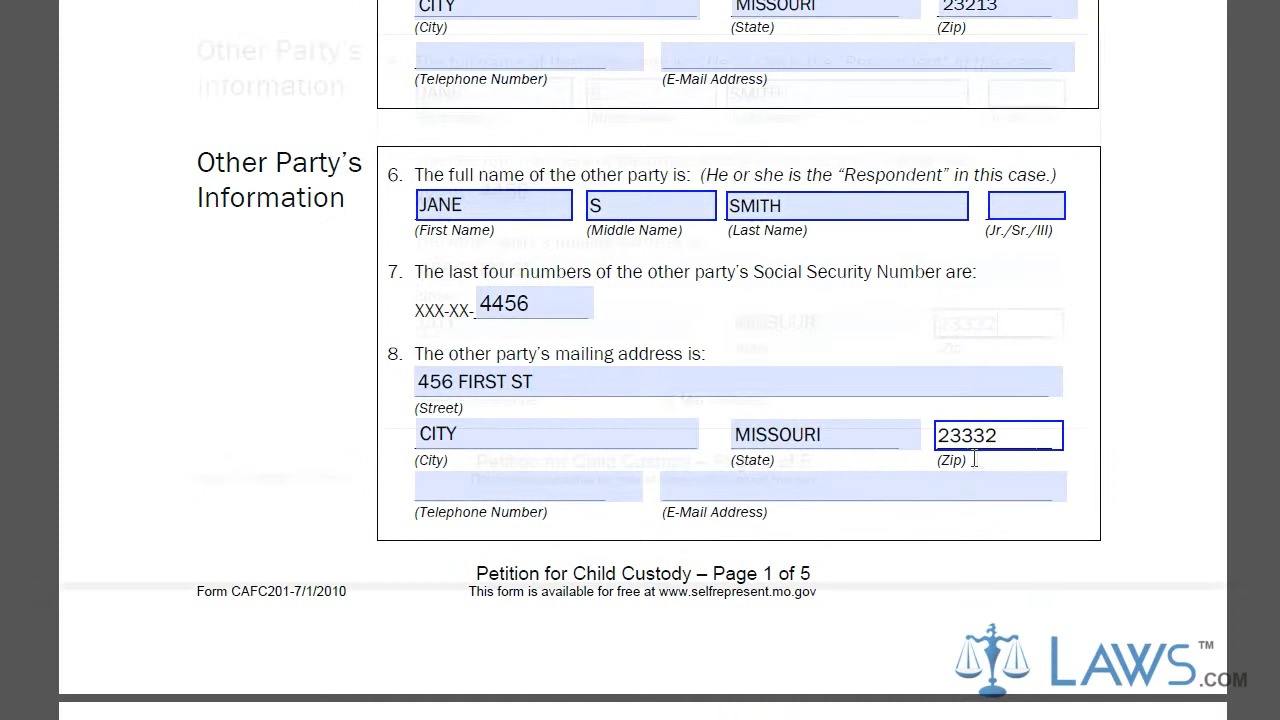 CITY MISSOURI 23213
(City) (State) (Zip)
(Telephone Number) (E-Mail Address)
Other Party's
Information
6. The full name of the other party is: (He or she is the "Respondent" in this case.)
JANE S SMITH
(First Name) (Middle Name) (Last Name) (Jr./Sr./III)
7. The last four numbers of the other party's Social Security Number are:
XXX-XX- 4456
8. The other party's mailing address is:
456 FIRST ST
(Street)
CITY MISSOURI 23332
(City) (State) (Zip)
(Telephone Number) (E-Mail Address)
Petition for Child Custody – Page 1 of 5
Form CAFC201-7/1/2010 This form is available for free at www.selfrepresent.mo.gov
LAWS™.COM